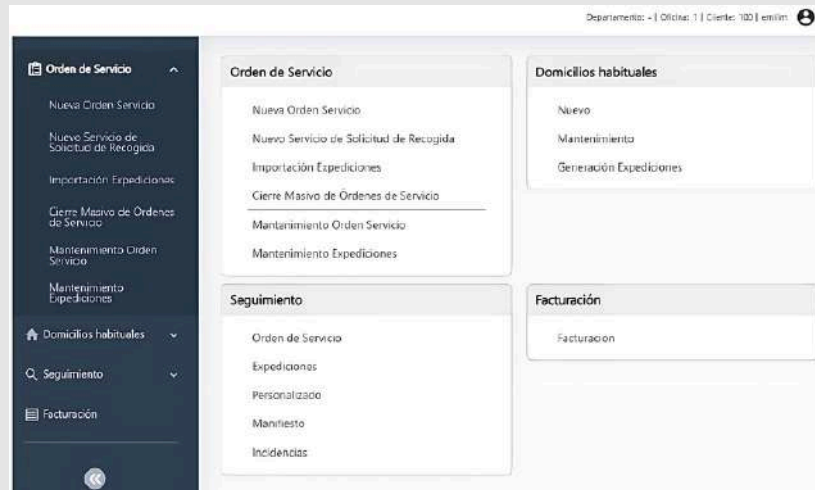 Departamento: - | Oficina: 1 | Cliente: 100 | emilim
Orden de Servicio
Nueva Orden Servicio
Nuevo Servicio de
Solicitud de Recogida
Importación Expediciones
Cierre Masivo de Ordenes
de Servicio
Mantenimiento Orden
Servicio
Mantenimiento
Expediciones
Domicilios habituales
Seguimiento
Facturación
Orden de Servicio
Nueva Orden Servicio
Nuevo Servicio de Solicitud de Recogida
Importación Expediciones
Cierre Masivo de Órdenes de Servicio
Mantenimiento Orden Servicio
Mantenimiento Expediciones
Domicilios habituales
Nuevo
Mantenimiento
Generación Expediciones
Seguimiento
Orden de Servicio
Expediciones
Personalizado
Manifiesto
Incidencias
Facturación
Facturacion